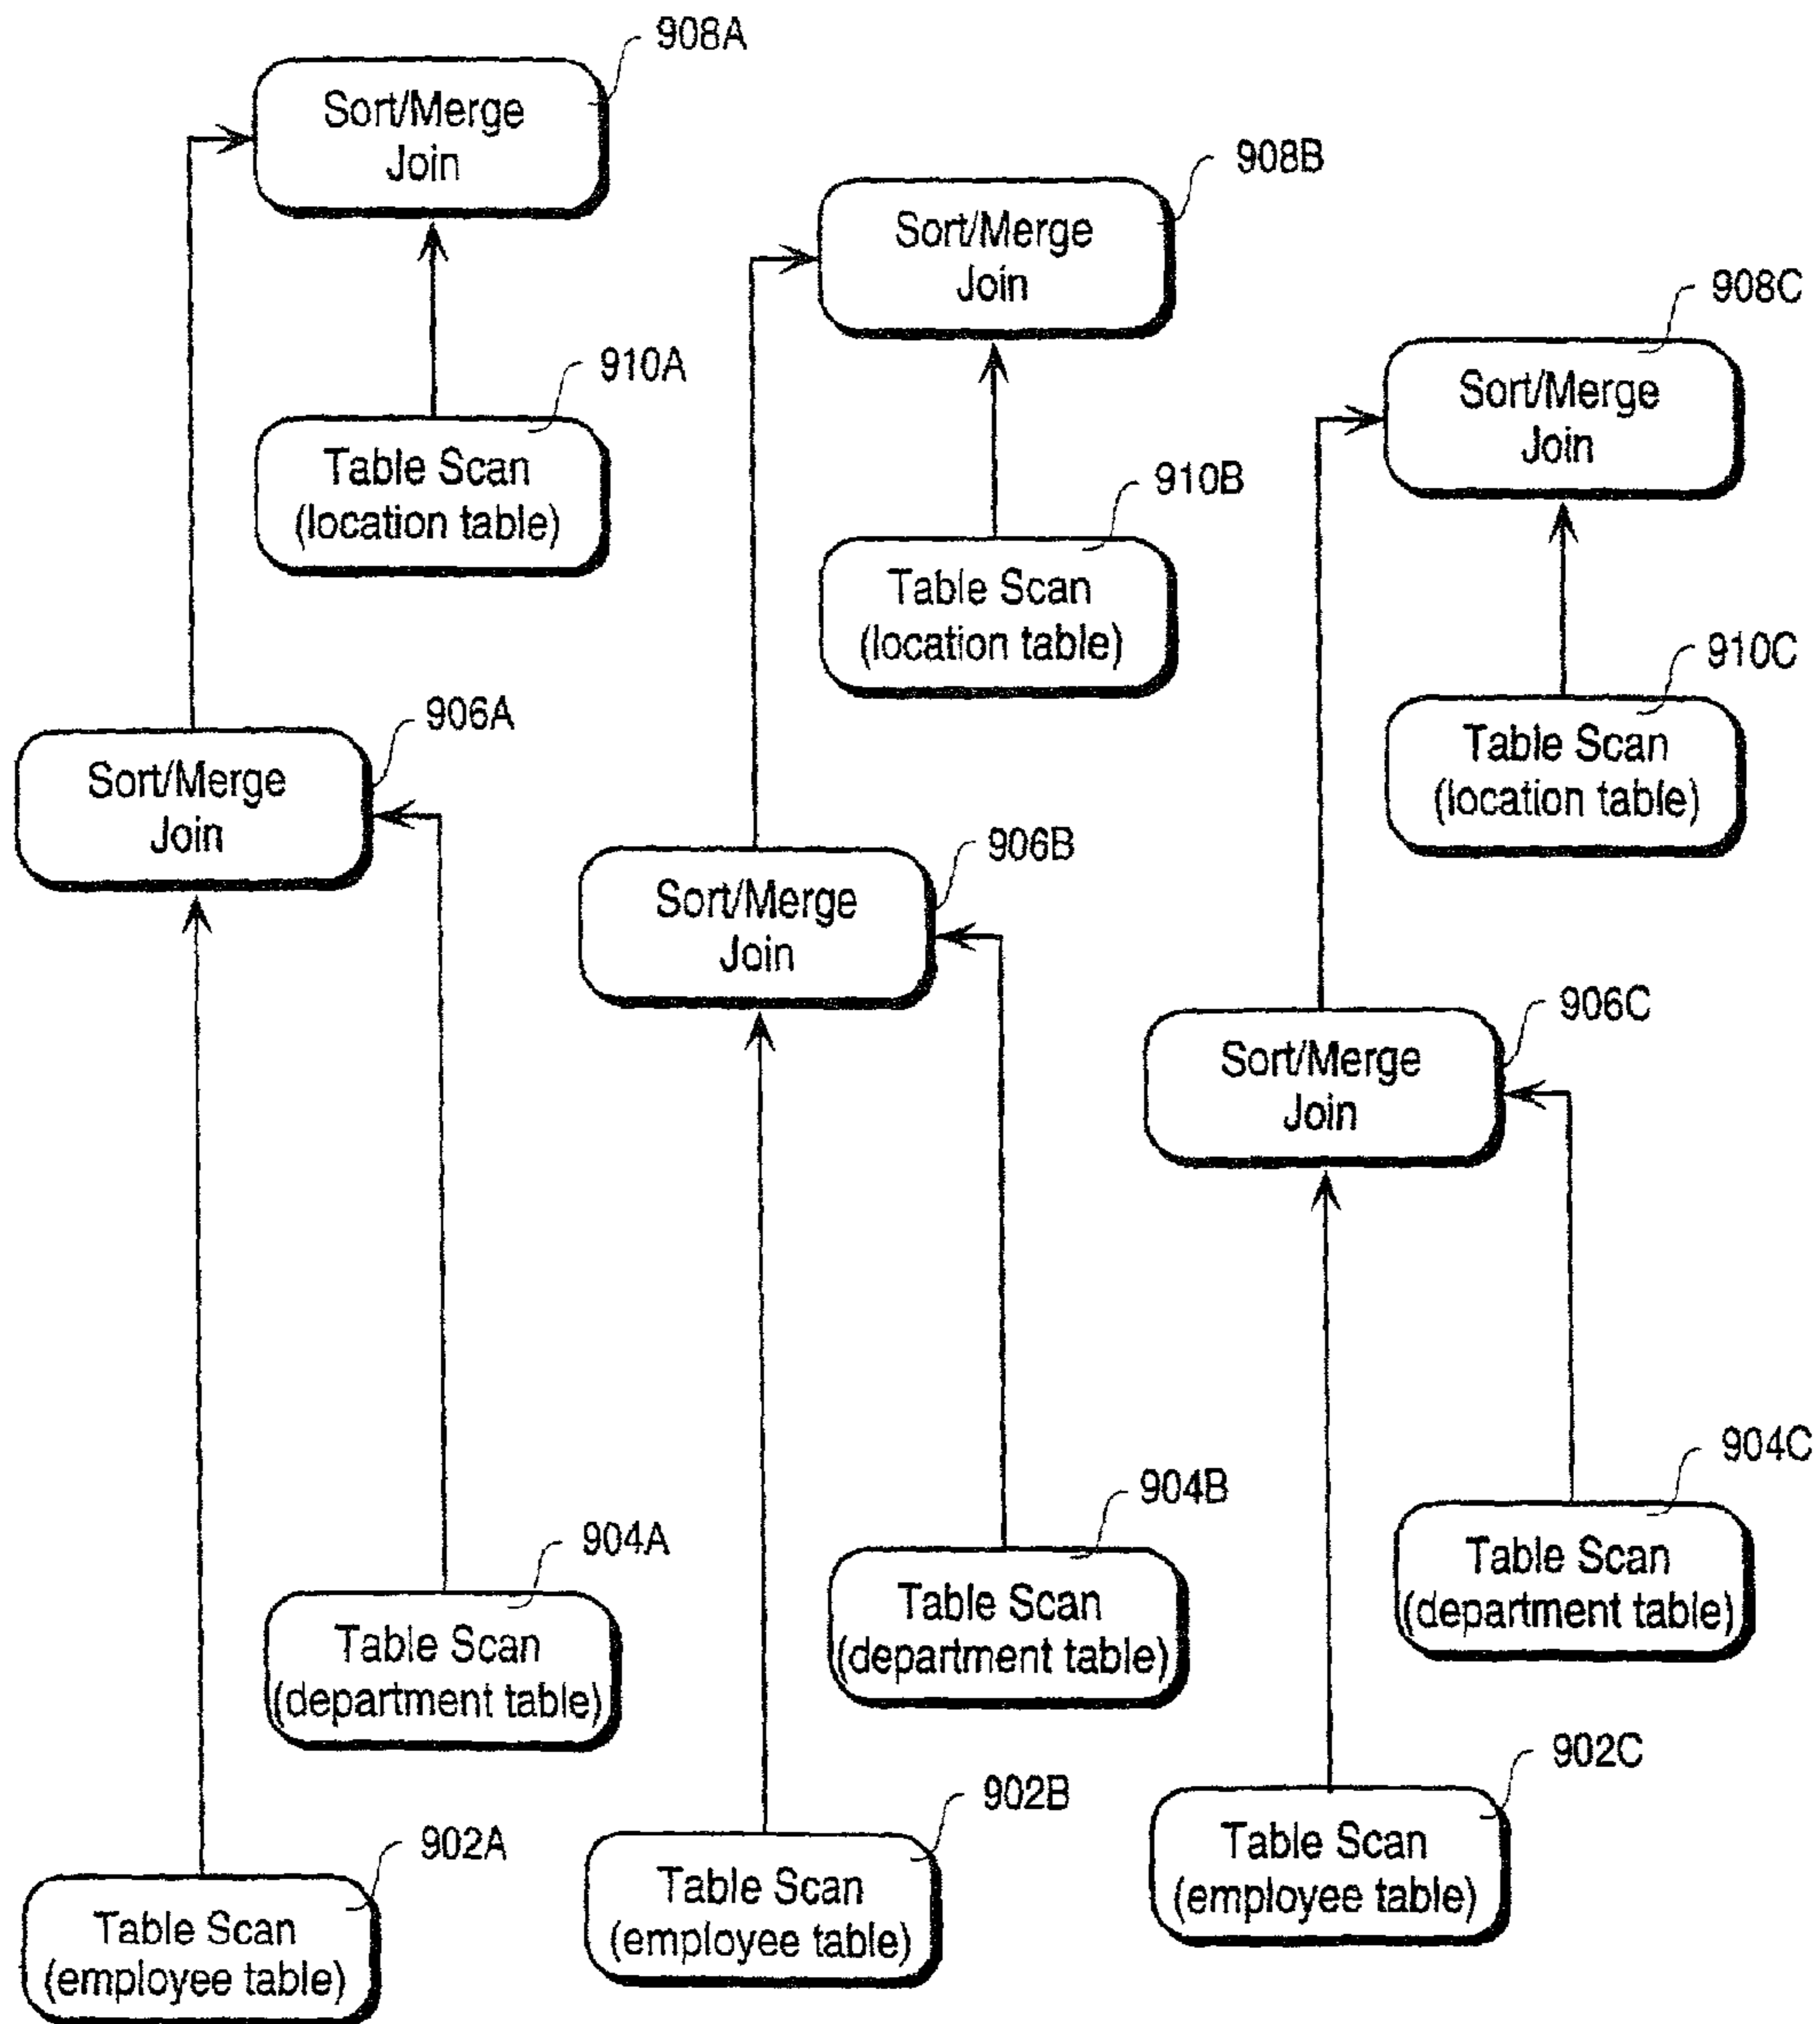 908A
Sort/Merge
Join
908B
Sort/Merge
Join
908C
Sort/Merge
Join
910A
Table Scan
(location table)
910B
Table Scan
(location table)
910C
Table Scan
(location table)
906A
Sort/Merge
Join
906B
Sort/Merge
Join
906C
Sort/Merge
Join
904A
Table Scan
(department table)
904B
Table Scan
(department table)
904C
Table Scan
(department table)
902A
Table Scan
(employee table)
902B
Table Scan
(employee table)
902C
Table Scan
(employee table)